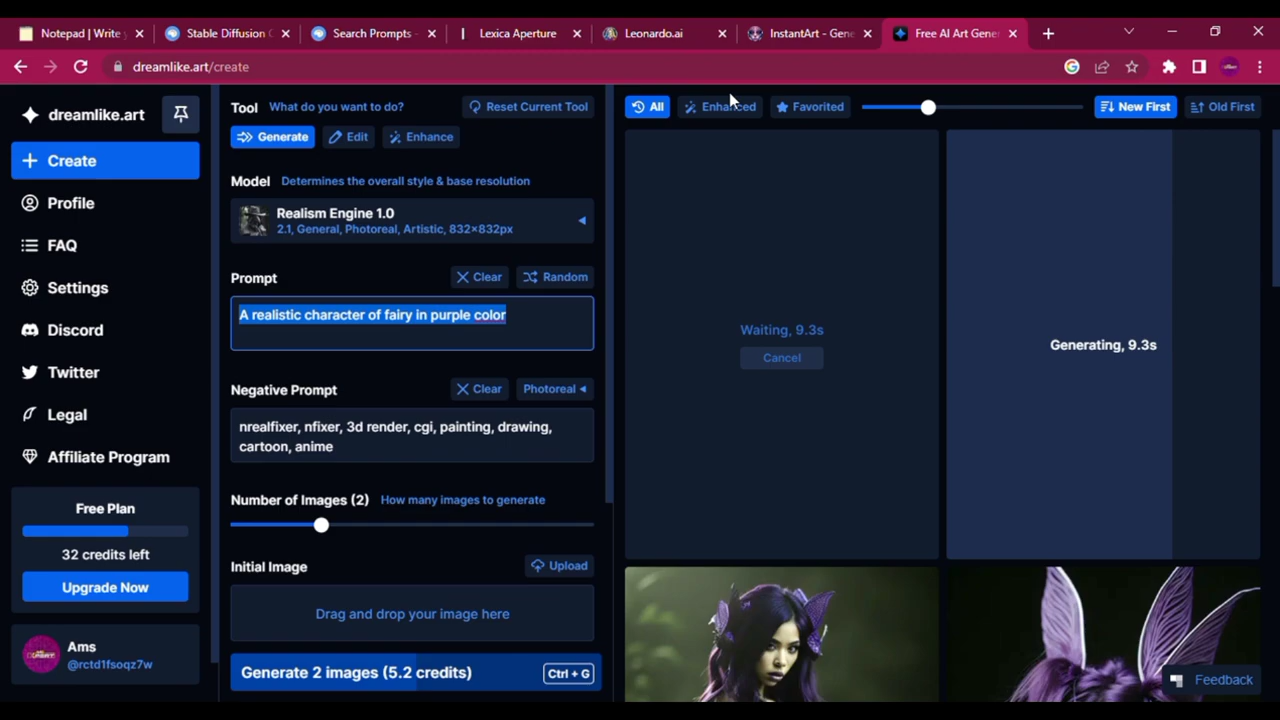 Notepad | Write y
Stable Diffusion C
Search Prompts -
Lexica Aperture
Leonardo.ai
InstantArt - Gene
Free AI Art Gener
dreamlike.art/create
dreamlike.art
Create
Profile
FAQ
Settings
Discord
Twitter
Legal
Affiliate Program
Free Plan
32 credits left
Upgrade Now
Ams
@rctd1fsoqz7w
Tool What do you want to do?
Reset Current Tool
Generate
Edit
Enhance
Model Determines the overall style & base resolution
Realism Engine 1.0
2.1, General, Photoreal, Artistic, 832×832px
Prompt
Clear
Random
A realistic character of fairy in purple color
Negative Prompt
Clear
Photoreal
nrealfixer, nfixer, 3d render, cgi, painting, drawing,
cartoon, anime
Number of Images (2) How many images to generate
Initial Image
Upload
Drag and drop your image here
Generate 2 images (5.2 credits)
Ctrl + G
All
Enhanced
Favorited
New First
Old First
Waiting, 9.3s
Cancel
Generating, 9.3s
Feedback